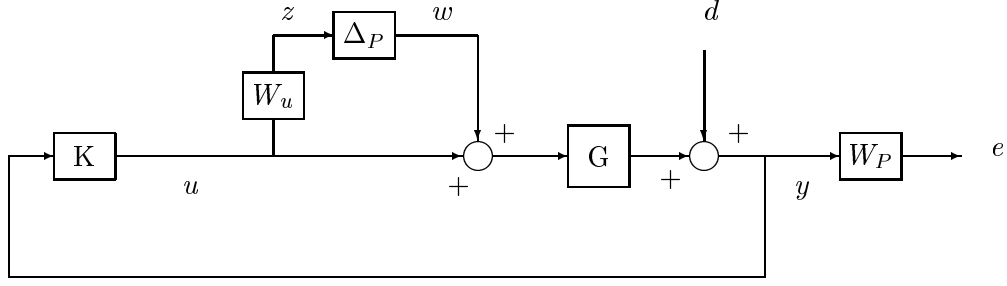 z w d
Δ_P
W_u
+ +
K G W_P e
+ +
u y